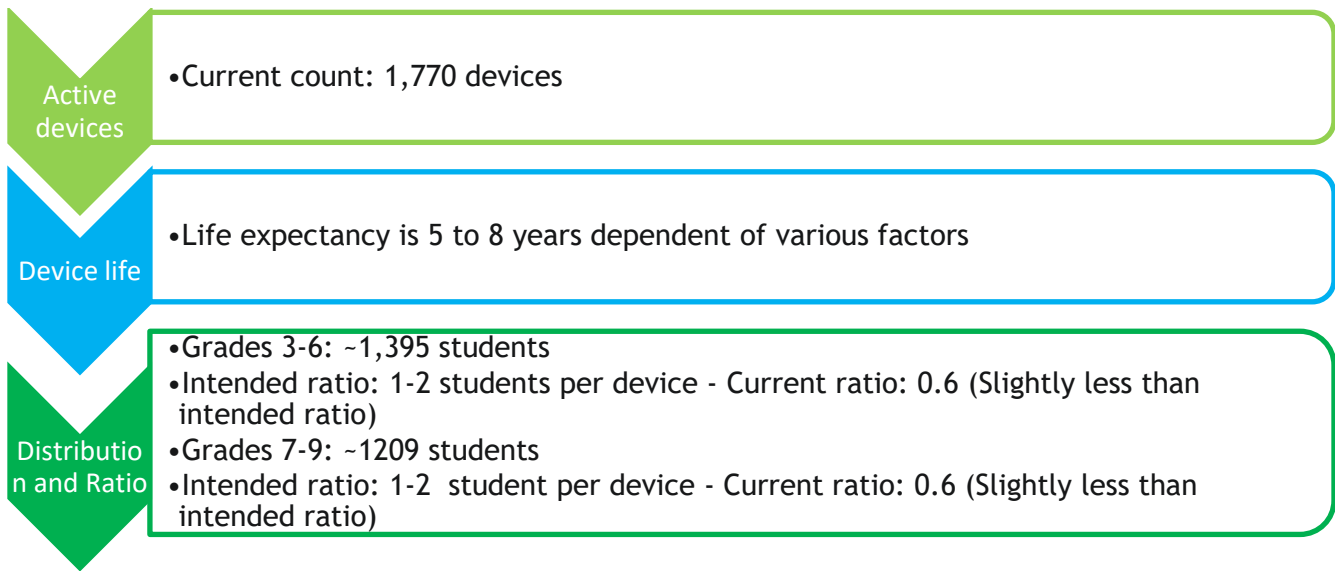 Active
devices
•Current count: 1,770 devices
Device life
•Life expectancy is 5 to 8 years dependent of various factors
Distributio
n and Ratio
•Grades 3-6: ~1,395 students
•Intended ratio: 1-2 students per device - Current ratio: 0.6 (Slightly less than
intended ratio)
•Grades 7-9: ~1209 students
•Intended ratio: 1-2  student per device - Current ratio: 0.6 (Slightly less than
intended ratio)